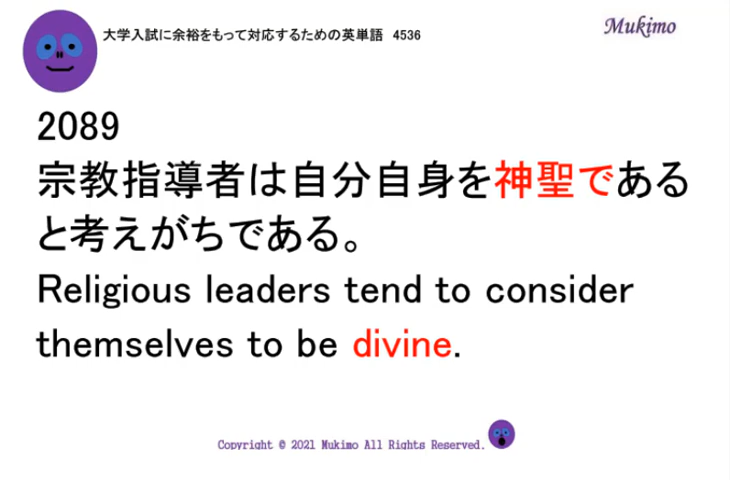 大学入試に余裕をもって対応するための英単語 4536
Mukimo
2089
宗教指導者は自分自身を神聖である
と考えがちである。
Religious leaders tend to consider
themselves to be divine.
Copyright © 2021 Mukimo All Rights Reserved.